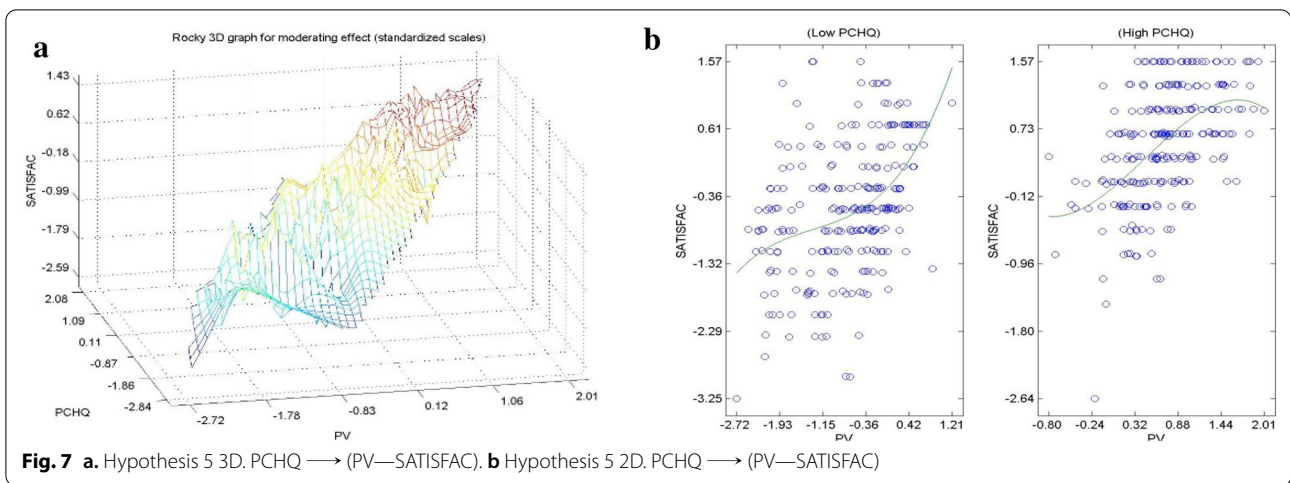 a
Rocky 3D graph for moderating effect (standardized scales)
SATISFAC
1.43
0.62
-0.18
-0.99
-1.79
-2.59
2.08
1.09
0.11
-0.87
-1.86
-2.84
PCHQ
-2.72
-1.78
-0.83
0.12
1.06
2.01
PV
b
(Low PCHQ)
SATISFAC
1.57
0.61
-0.36
-1.32
-2.29
-3.25
-2.72 -1.93 -1.15 -0.36 0.42 1.21
PV
(High PCHQ)
SATISFAC
1.57
0.73
-0.12
-0.96
-1.80
-2.64
-0.80 -0.24 0.32 0.88 1.44 2.01
PV
Fig. 7 a. Hypothesis 5 3D. PCHQ ⟶ (PV—SATISFAC). b Hypothesis 5 2D. PCHQ ⟶ (PV—SATISFAC)